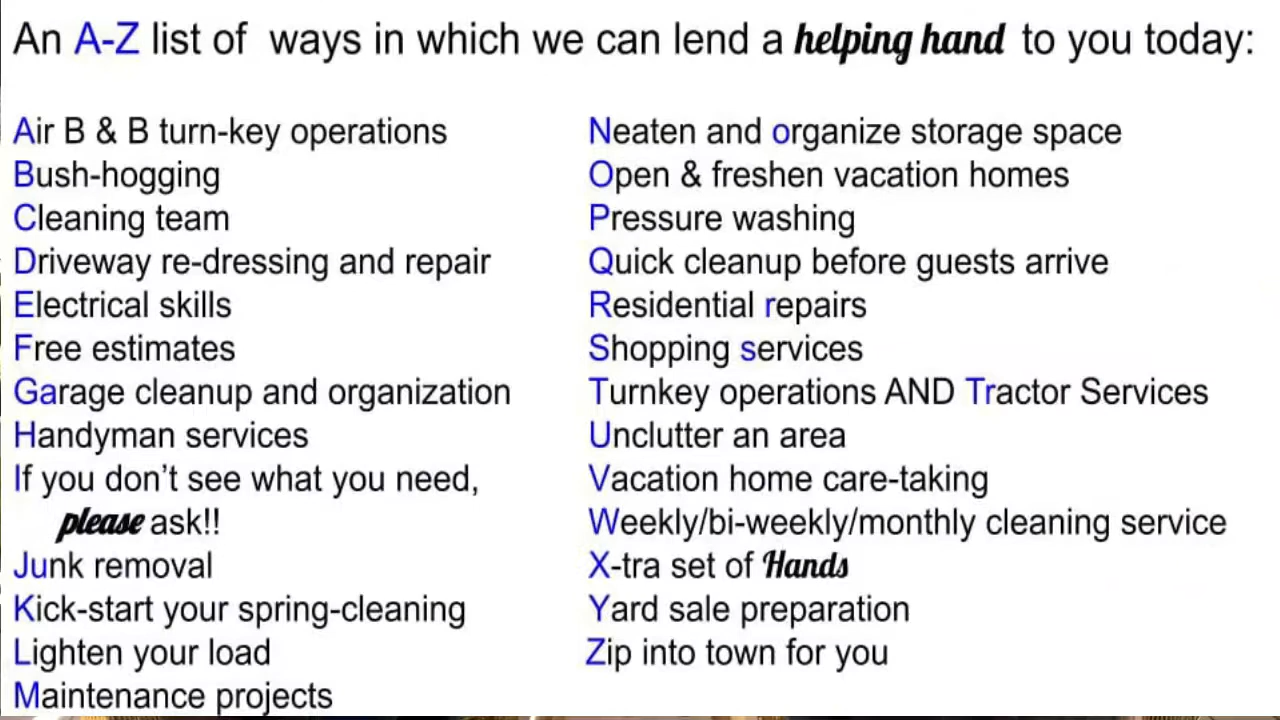 An A-Z list of ways in which we can lend a helping hand to you today:
Air B & B turn-key operations
Bush-hogging
Cleaning team
Driveway re-dressing and repair
Electrical skills
Free estimates
Garage cleanup and organization
Handyman services
If you don't see what you need,
please ask!!
Junk removal
Kick-start your spring-cleaning
Lighten your load
Maintenance projects
Neaten and organize storage space
Open & freshen vacation homes
Pressure washing
Quick cleanup before guests arrive
Residential repairs
Shopping services
Turnkey operations AND Tractor Services
Unclutter an area
Vacation home care-taking
Weekly/bi-weekly/monthly cleaning service
X-tra set of Hands
Yard sale preparation
Zip into town for you